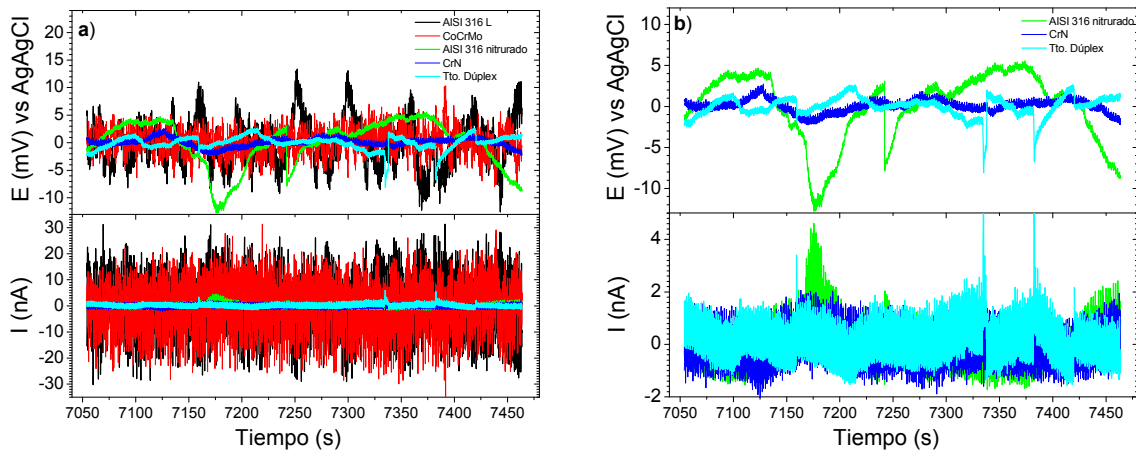 a)
AISI 316 L
CoCrMo
AISI 316 nitrurado
CrN
Tto. Dúplex
E (mV) vs AgAgCl
20
15
10
5
0
-5
-10
I (nA)
30
20
10
0
-10
-20
-30
7050 7100 7150 7200 7250 7300 7350 7400 7450
Tiempo (s)
b)
AISI 316 nitrurado
CrN
Tto. Dúplex
E (mV) vs AgAgCl
10
5
0
-5
-10
I (nA)
4
2
0
-2
7050 7100 7150 7200 7250 7300 7350 7400 7450
Tiempo (s)